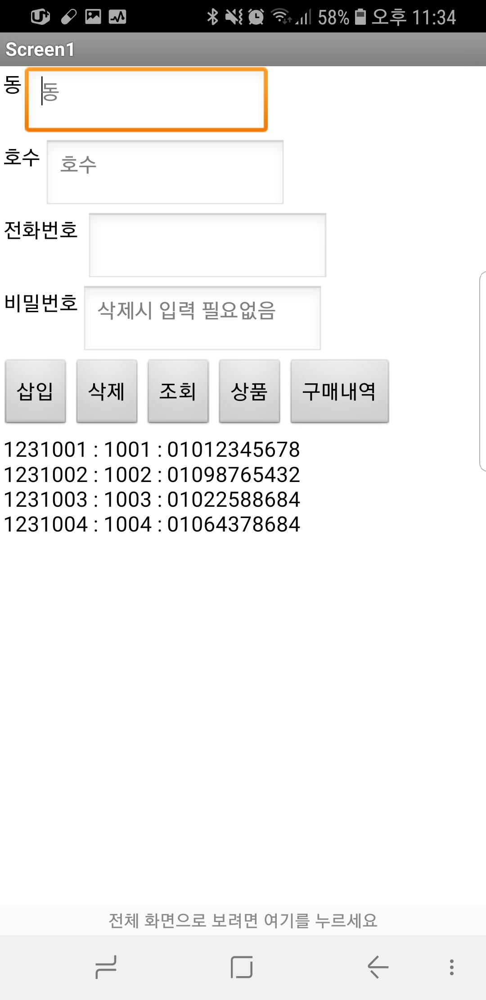 58% 오후 11:34
Screen1
동 동
호수 호수
전화번호
비밀번호 삭제시 입력 필요없음
삽입 삭제 조회 상품 구매내역
1231001 : 1001 : 01012345678
1231002 : 1002 : 01098765432
1231003 : 1003 : 01022588684
1231004 : 1004 : 01064378684
전체 화면으로 보려면 여기를 누르세요